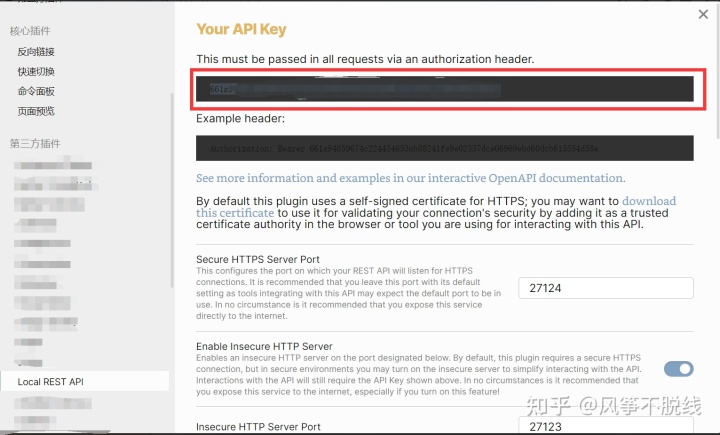 核心插件
反向链接
快速切换
命令面板
页面预览
第三方插件
Local REST API
Your API Key
This must be passed in all requests via an authorization header.
Example header:
Authorization: Bearer
See more information and examples in our interactive OpenAPI documentation.
By default this plugin uses a self-signed certificate for HTTPS; you may want to download
this certificate to use it for validating your connection's security by adding it as a trusted
certificate authority in the browser or tool you are using for interacting with this API.
Secure HTTPS Server Port
This configures the port on which your REST API will listen for HTTPS
connections. It is recommended that you leave this port with its default
setting as tools integrating with this API may expect the default port to be in
use. In no circumstance is it recommended that you expose this service
directly to the internet.
27124
Enable Insecure HTTP Server
Enables an insecure HTTP server on the port designated below. By default, this plugin requires a secure HTTPS
connection, but in secure environments you may turn on the insecure server to simplify interacting with the API.
Interactions with the API will still require the API Key shown above. In no circumstances is it recommended that
you expose this service to the internet, especially if you turn on this feature!
Insecure HTTP Server Port
27123
知乎 @风筝不脱线